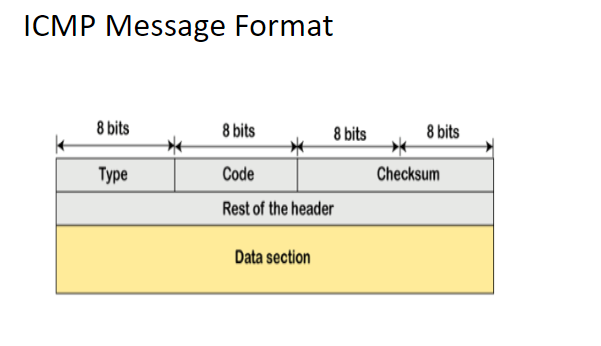 ICMP Message Format
8 bits 8 bits 8 bits 8 bits
Type Code Checksum
Rest of the header
Data section